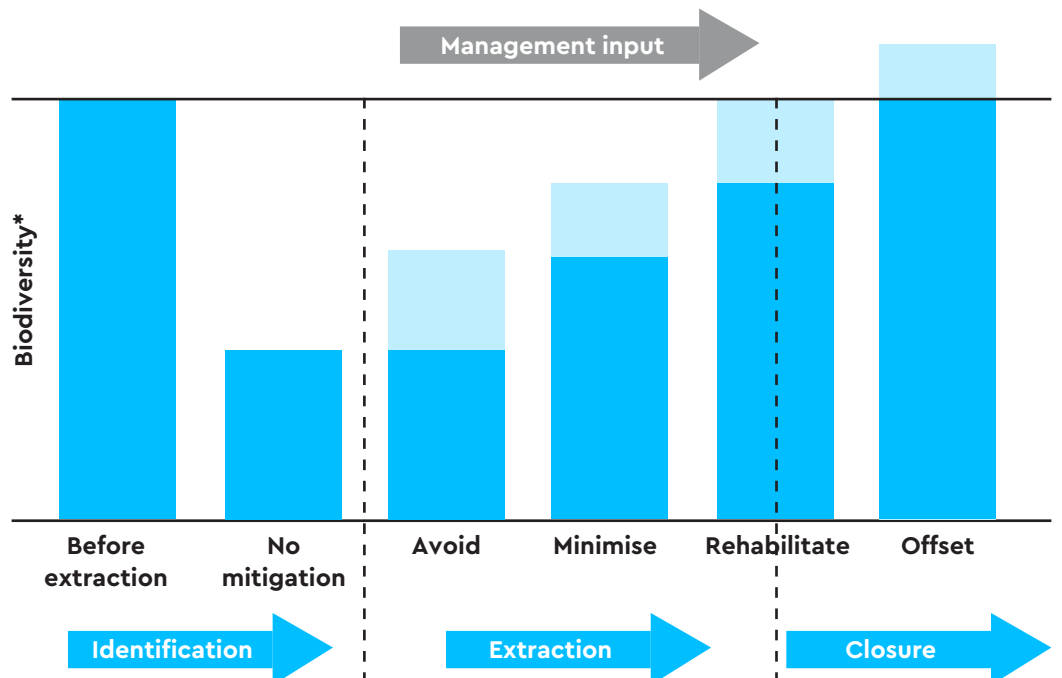 Management input
Biodiversity*
Before
extraction
No
mitigation
Avoid
Minimise
Rehabilitate
Offset
Identification
Extraction
Closure